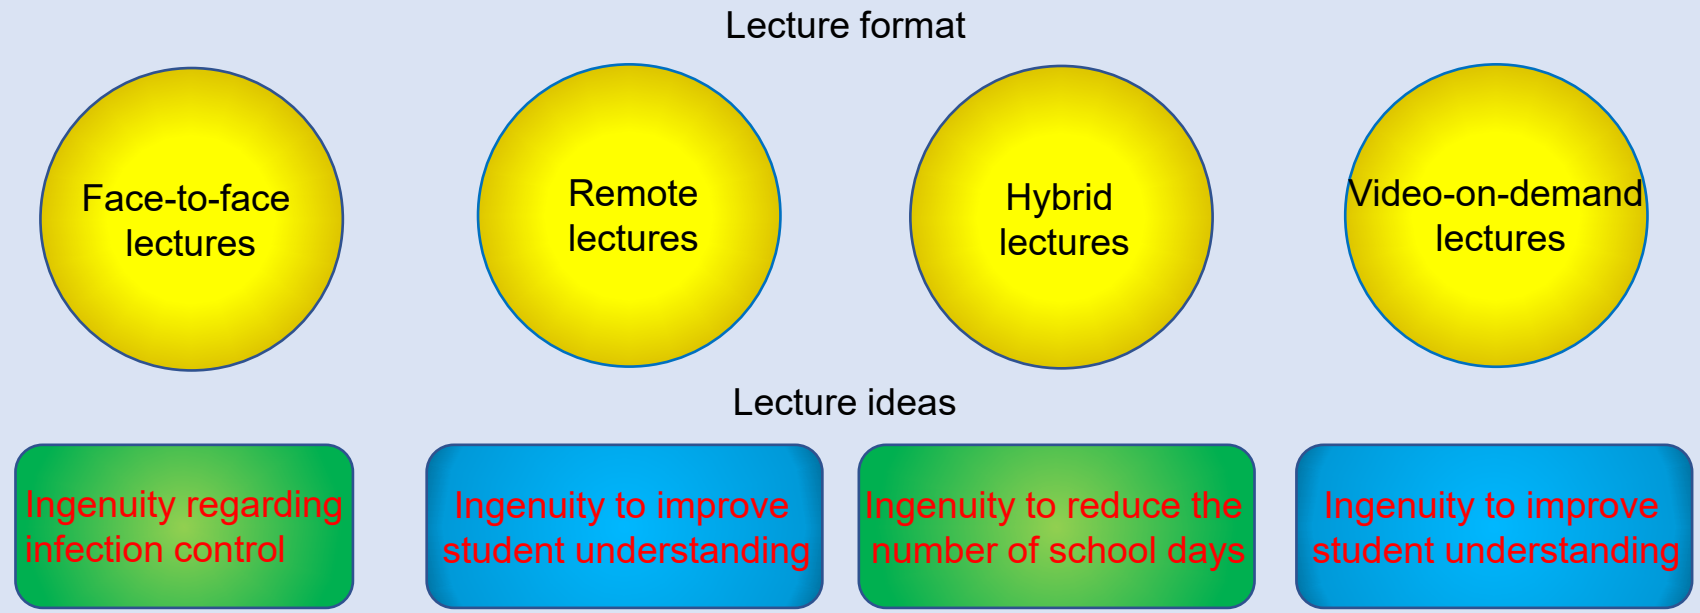 Lecture format
Face-to-face
lectures
Remote
lectures
Hybrid
lectures
Video-on-demand
lectures
Lecture ideas
Ingenuity regarding
infection control
Ingenuity to improve
student understanding
Ingenuity to reduce the
number of school days
Ingenuity to improve
student understanding